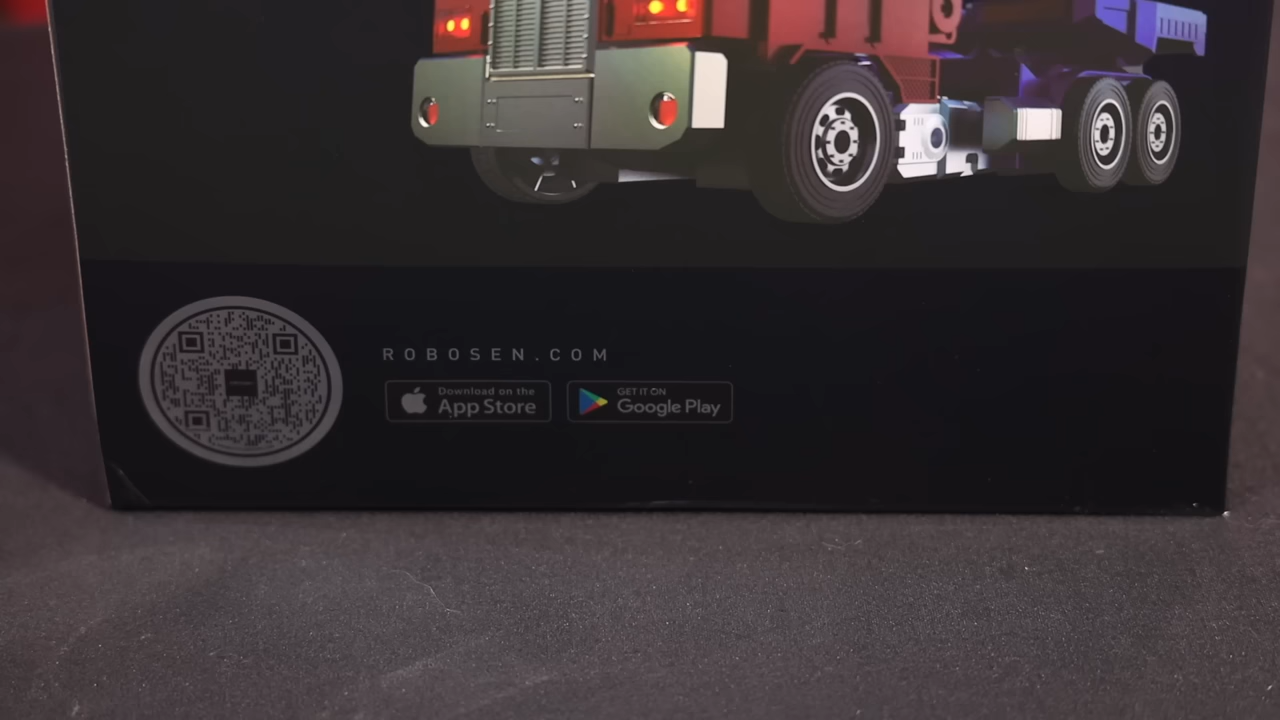 ROBOSEN.COM
Download on the
App Store
GET IT ON
Google Play